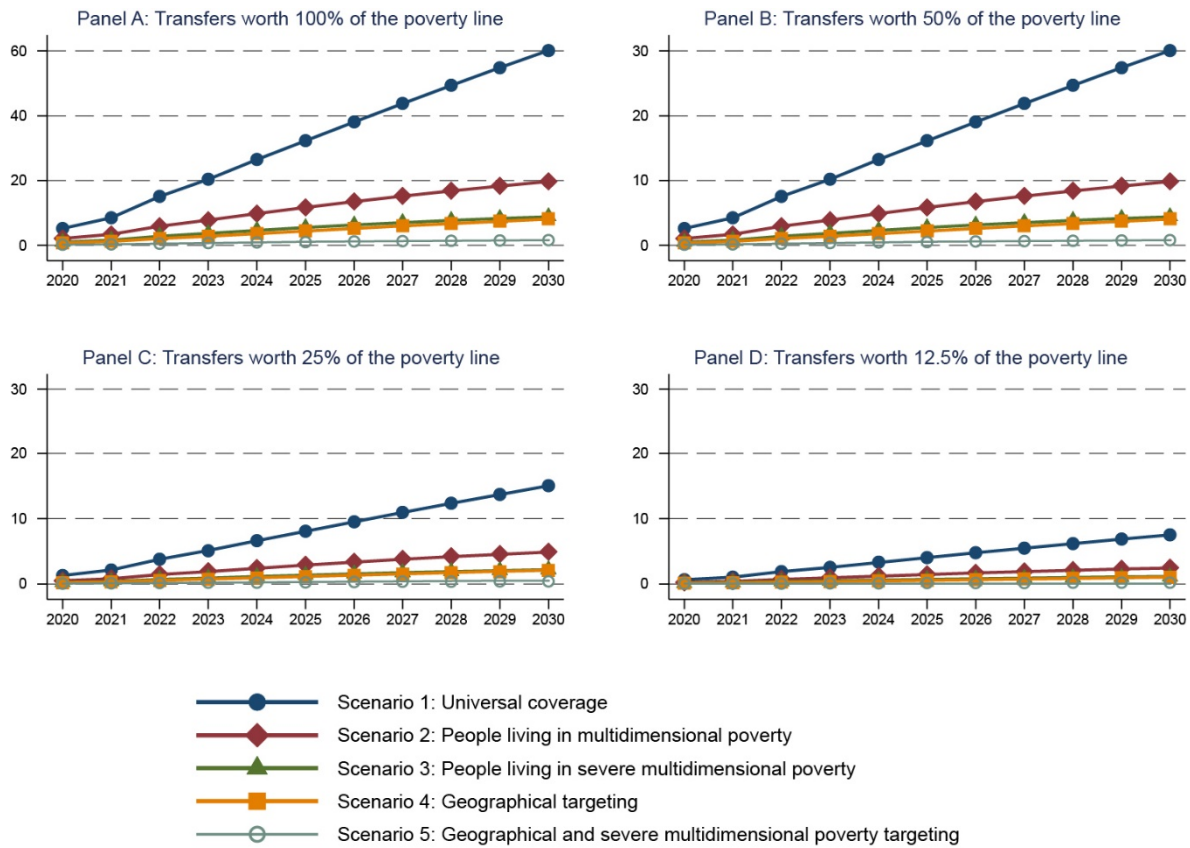 Panel A: Transfers worth 100% of the poverty line
60
40
20
0
2020 2021 2022 2023 2024 2025 2026 2027 2028 2029 2030
Panel B: Transfers worth 50% of the poverty line
30
20
10
0
2020 2021 2022 2023 2024 2025 2026 2027 2028 2029 2030
Panel C: Transfers worth 25% of the poverty line
30
20
10
0
2020 2021 2022 2023 2024 2025 2026 2027 2028 2029 2030
Panel D: Transfers worth 12.5% of the poverty line
30
20
10
0
2020 2021 2022 2023 2024 2025 2026 2027 2028 2029 2030
Scenario 1: Universal coverage
Scenario 2: People living in multidimensional poverty
Scenario 3: People living in severe multidimensional poverty
Scenario 4: Geographical targeting
Scenario 5: Geographical and severe multidimensional poverty targeting